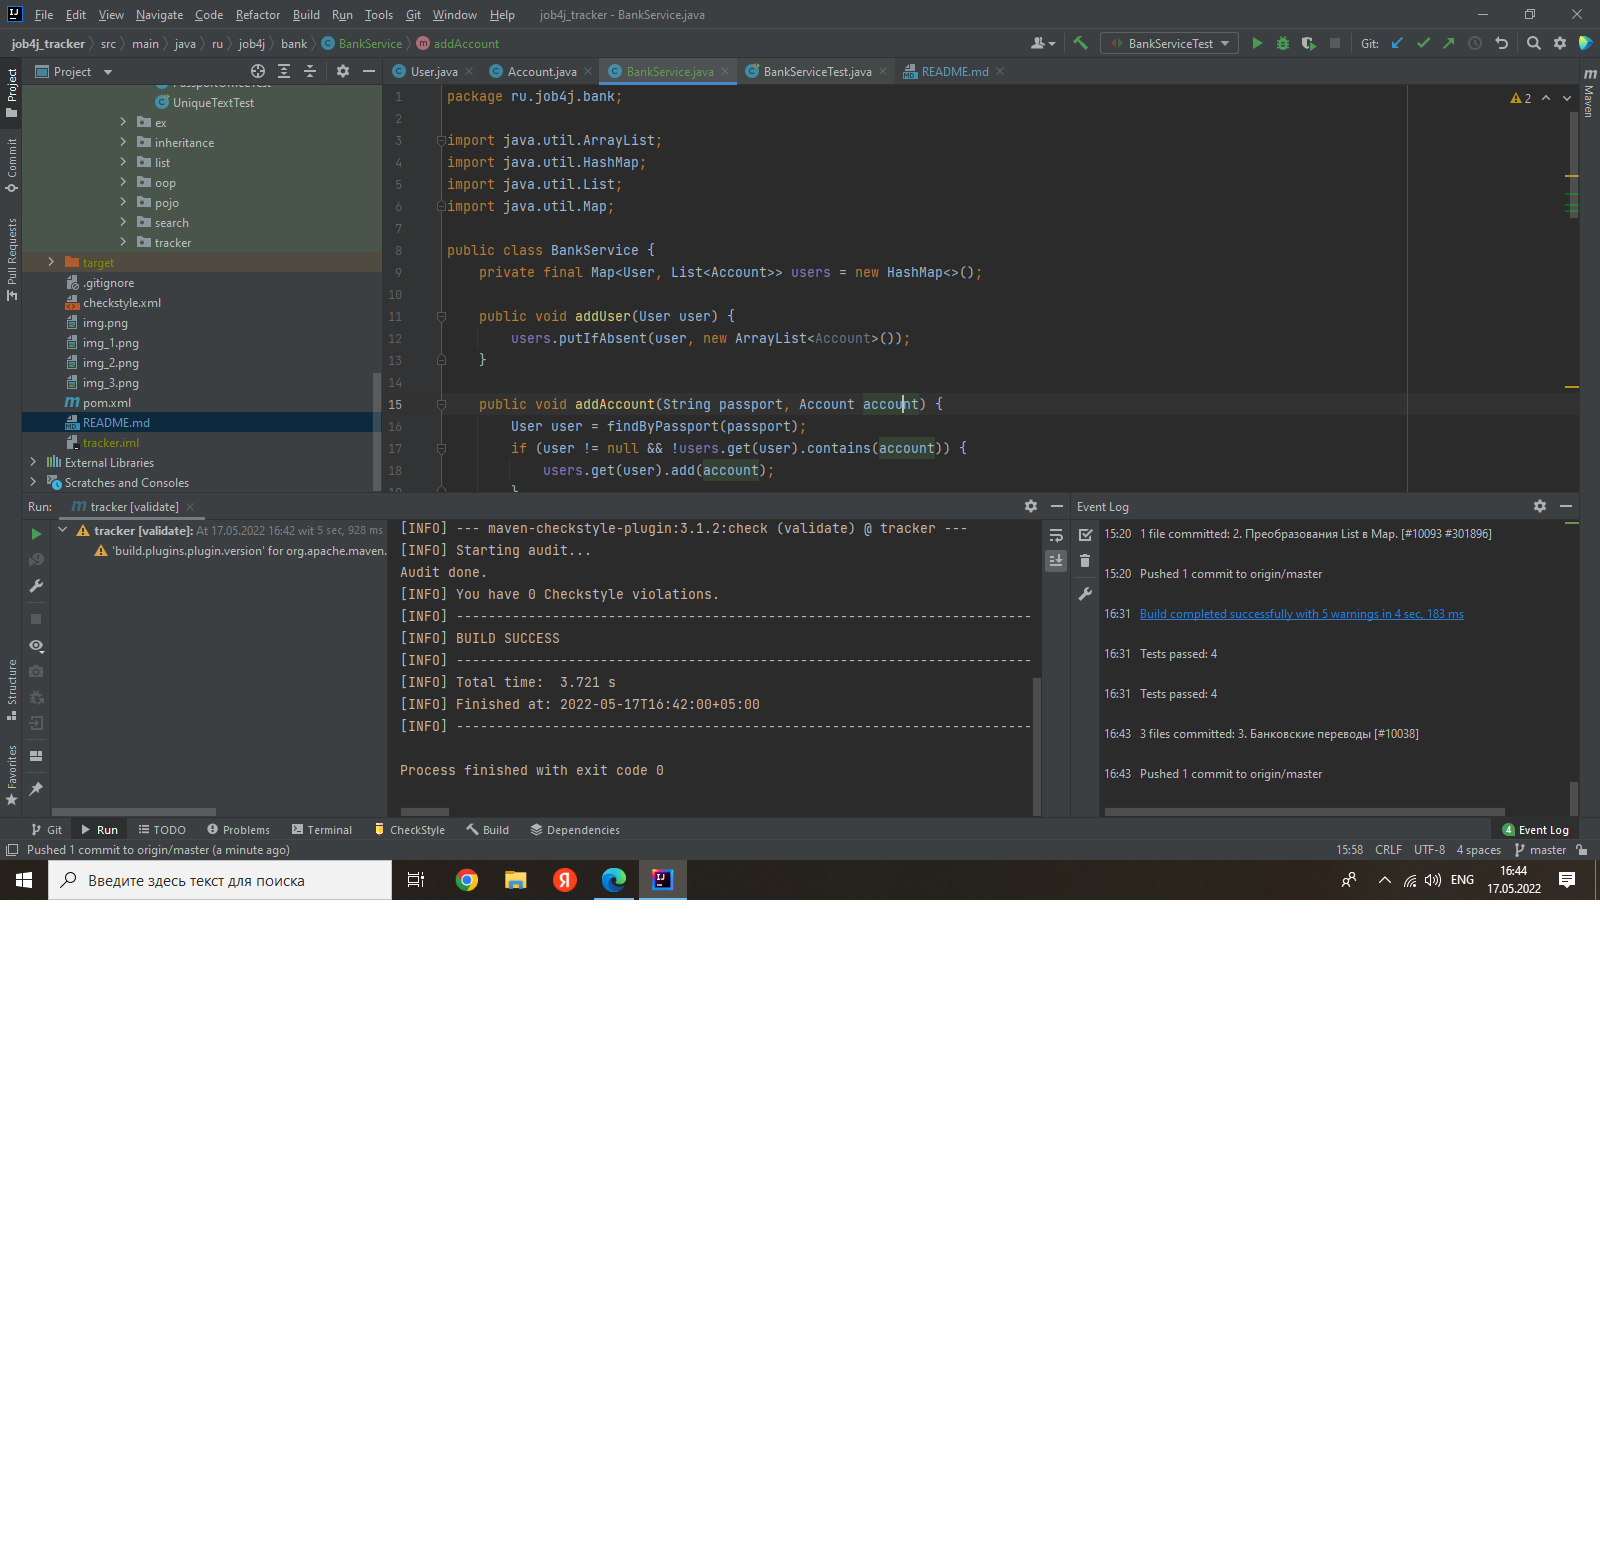 File Edit View Navigate Code Refactor Build Run Tools Git Window Help job4j_tracker - BankService.java
job4j_tracker src main java ru job4j bank BankService addAccount BankServiceTest Git:
Project User.java Account.java BankService.java BankServiceTest.java README.md
Project
Commit
Pull Requests
Structure
Favorites
Maven
UniqueTextTest
ex
inheritance
list
oop
pojo
search
tracker
target
.gitignore
checkstyle.xml
img.png
img_1.png
img_2.png
img_3.png
pom.xml
README.md
tracker.iml
External Libraries
Scratches and Consoles
2
1 package ru.job4j.bank;
2
3 import java.util.ArrayList;
4 import java.util.HashMap;
5 import java.util.List;
6 import java.util.Map;
7
8 public class BankService {
9 private final Map<User, List<Account>> users = new HashMap<>();
10
11 public void addUser(User user) {
12 users.putIfAbsent(user, new ArrayList<Account>());
13 }
14
15 public void addAccount(String passport, Account account) {
16 User user = findByPassport(passport);
17 if (user != null && !users.get(user).contains(account)) {
18 users.get(user).add(account);
Run: tracker [validate]
tracker [validate]: At 17.05.2022 16:42 wit 5 sec, 928 ms
'build.plugins.plugin.version' for org.apache.maven.
[INFO] --- maven-checkstyle-plugin:3.1.2:check (validate) @ tracker ---
[INFO] Starting audit...
Audit done.
[INFO] You have 0 Checkstyle violations.
[INFO] ------------------------------------------------------------------------
[INFO] BUILD SUCCESS
[INFO] ------------------------------------------------------------------------
[INFO] Total time:  3.721 s
[INFO] Finished at: 2022-05-17T16:42:00+05:00
[INFO] ------------------------------------------------------------------------
Process finished with exit code 0
Event Log
15:20 1 file committed: 2. Преобразования List в Map. [#10093 #301896]
15:20 Pushed 1 commit to origin/master
16:31 Build completed successfully with 5 warnings in 4 sec, 183 ms
16:31 Tests passed: 4
16:31 Tests passed: 4
16:43 3 files committed: 3. Банковские переводы [#10038]
16:43 Pushed 1 commit to origin/master
Git Run TODO Problems Terminal CheckStyle Build Dependencies 4 Event Log
Pushed 1 commit to origin/master (a minute ago) 15:58 CRLF UTF-8 4 spaces master
Введите здесь текст для поиска ENG 16:44
17.05.2022